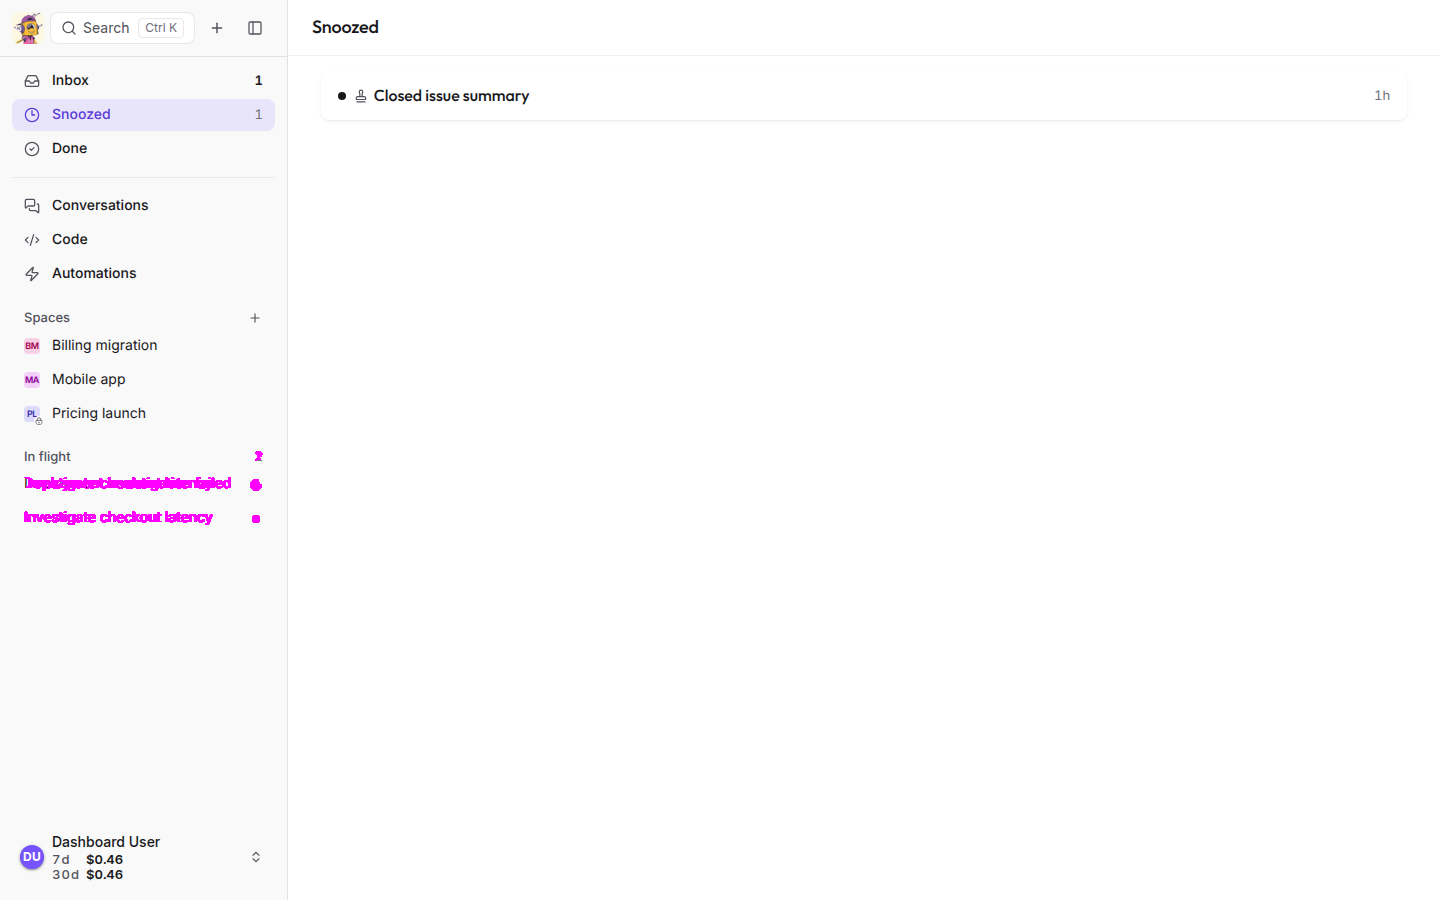 Search Ctrl K
Snoozed
Inbox 1
Snoozed 1
Done
Closed issue summary 1h
Conversations
Code
Automations
Spaces
BM Billing migration
MA Mobile app
PL Pricing launch
In flight
Investigate checkout latency
DU Dashboard User
7d $0.46
30d $0.46